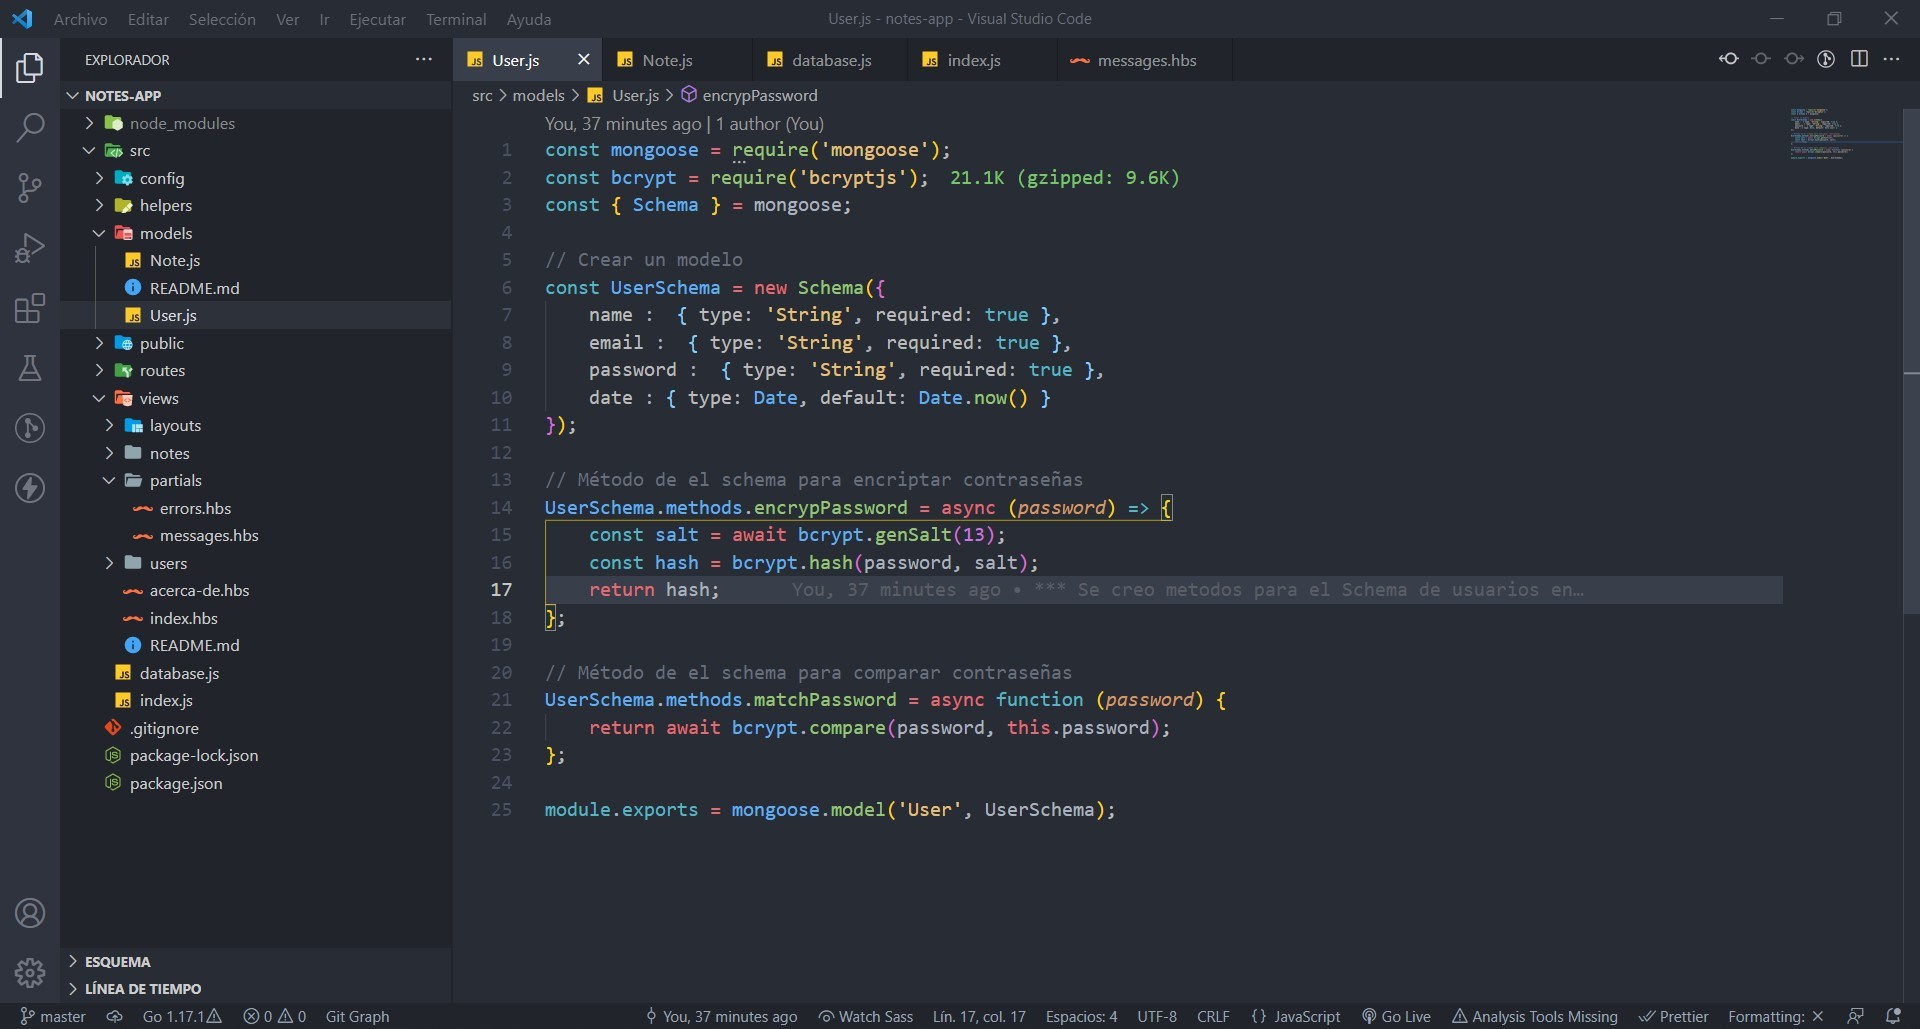 Archivo Editar Selección Ver Ir Ejecutar Terminal Ayuda
User.js - notes-app - Visual Studio Code
EXPLORADOR
NOTES-APP
node_modules
src
config
helpers
models
Note.js
README.md
User.js
public
routes
views
layouts
notes
partials
errors.hbs
messages.hbs
users
acerca-de.hbs
index.hbs
README.md
database.js
index.js
.gitignore
package-lock.json
package.json
ESQUEMA
LÍNEA DE TIEMPO
User.js Note.js database.js index.js messages.hbs
src > models > User.js > encrypPassword
You, 37 minutes ago | 1 author (You)
1 const mongoose = require('mongoose');
2 const bcrypt = require('bcryptjs'); 21.1K (gzipped: 9.6K)
3 const { Schema } = mongoose;
4
5 // Crear un modelo
6 const UserSchema = new Schema({
7 name : { type: 'String', required: true },
8 email : { type: 'String', required: true },
9 password : { type: 'String', required: true },
10 date : { type: Date, default: Date.now() }
11 });
12
13 // Método de el schema para encriptar contraseñas
14 UserSchema.methods.encrypPassword = async (password) => {
15 const salt = await bcrypt.genSalt(13);
16 const hash = bcrypt.hash(password, salt);
17 return hash; You, 37 minutes ago • *** Se creo metodos para el Schema de usuarios en…
18 };
19
20 // Método de el schema para comparar contraseñas
21 UserSchema.methods.matchPassword = async function (password) {
22 return await bcrypt.compare(password, this.password);
23 };
24
25 module.exports = mongoose.model('User', UserSchema);
master Go 1.17.1 0 0 Git Graph You, 37 minutes ago Watch Sass Lín. 17, col. 17 Espacios: 4 UTF-8 CRLF {} JavaScript Go Live Analysis Tools Missing Prettier Formatting: ×